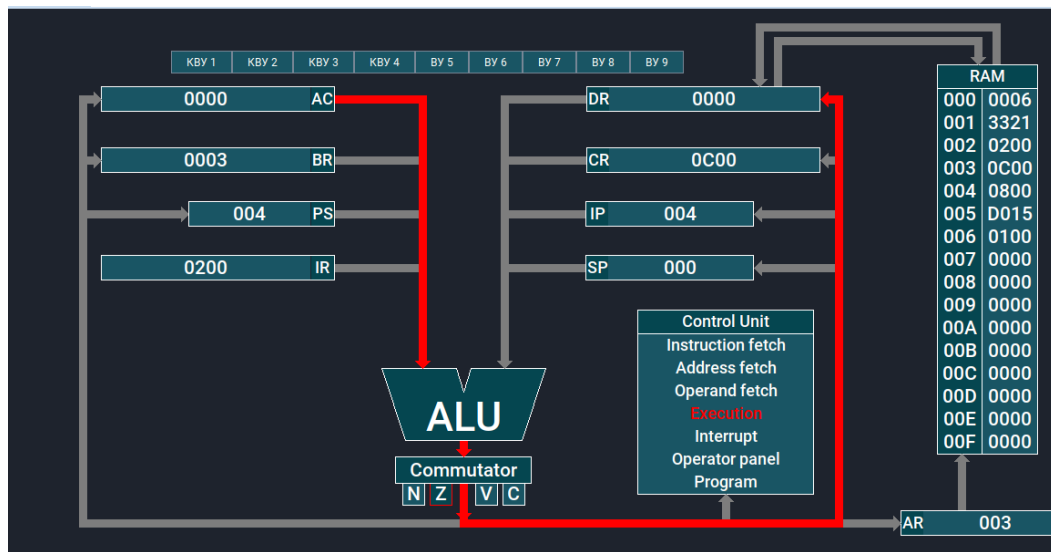 КВУ 1 КВУ 2 КВУ 3 КВУ 4 ВУ 5 ВУ 6 ВУ 7 ВУ 8 ВУ 9
0000 AC
0003 BR
004 PS
0200 IR
DR 0000
CR 0C00
IP 004
SP 000
ALU
Commutator
N Z V C
Control Unit
Instruction fetch
Address fetch
Operand fetch
Execution
Interrupt
Operator panel
Program
RAM
000 0006
001 3321
002 0200
003 0C00
004 0800
005 D015
006 0100
007 0000
008 0000
009 0000
00A 0000
00B 0000
00C 0000
00D 0000
00E 0000
00F 0000
AR 003